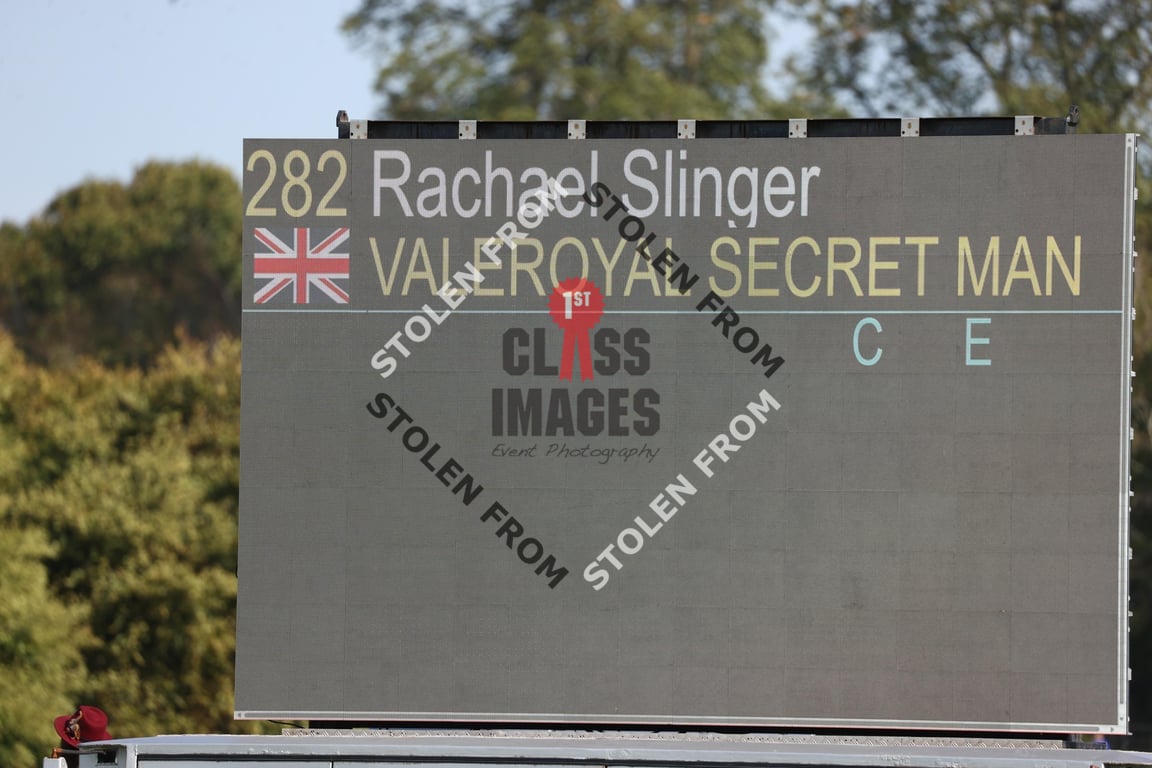 282 Rachael Slinger
VALEROYAL SECRET MAN
C E
STOLEN FROM
STOLEN FROM
1ST
CLASS
IMAGES
Event Photography
STOLEN FROM
STOLEN FROM